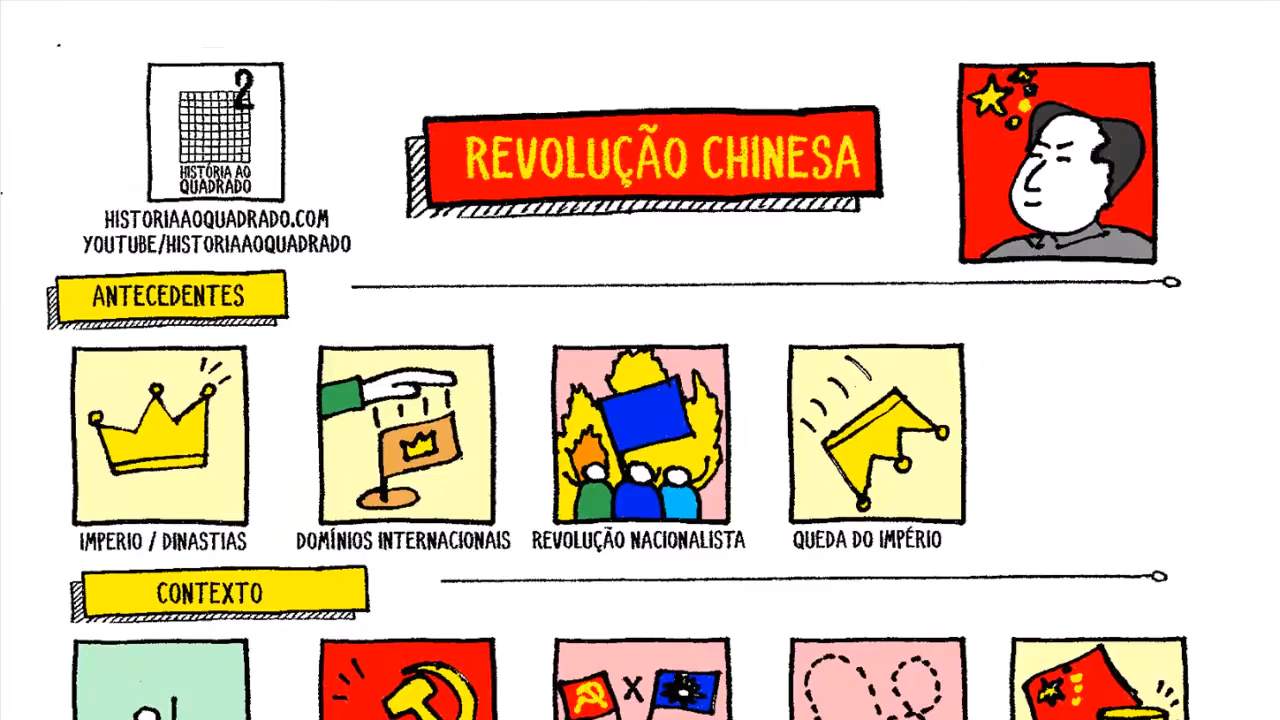 2
HISTÓRIA AO
QUADRADO
HISTORIAAOQUADRADO.COM
YOUTUBE/HISTORIAAOQUADRADO
REVOLUÇÃO CHINESA
ANTECEDENTES
IMPERIO / DINASTIAS
DOMÍNIOS INTERNACIONAIS
REVOLUÇÃO NACIONALISTA
QUEDA DO IMPÉRIO
CONTEXTO
X